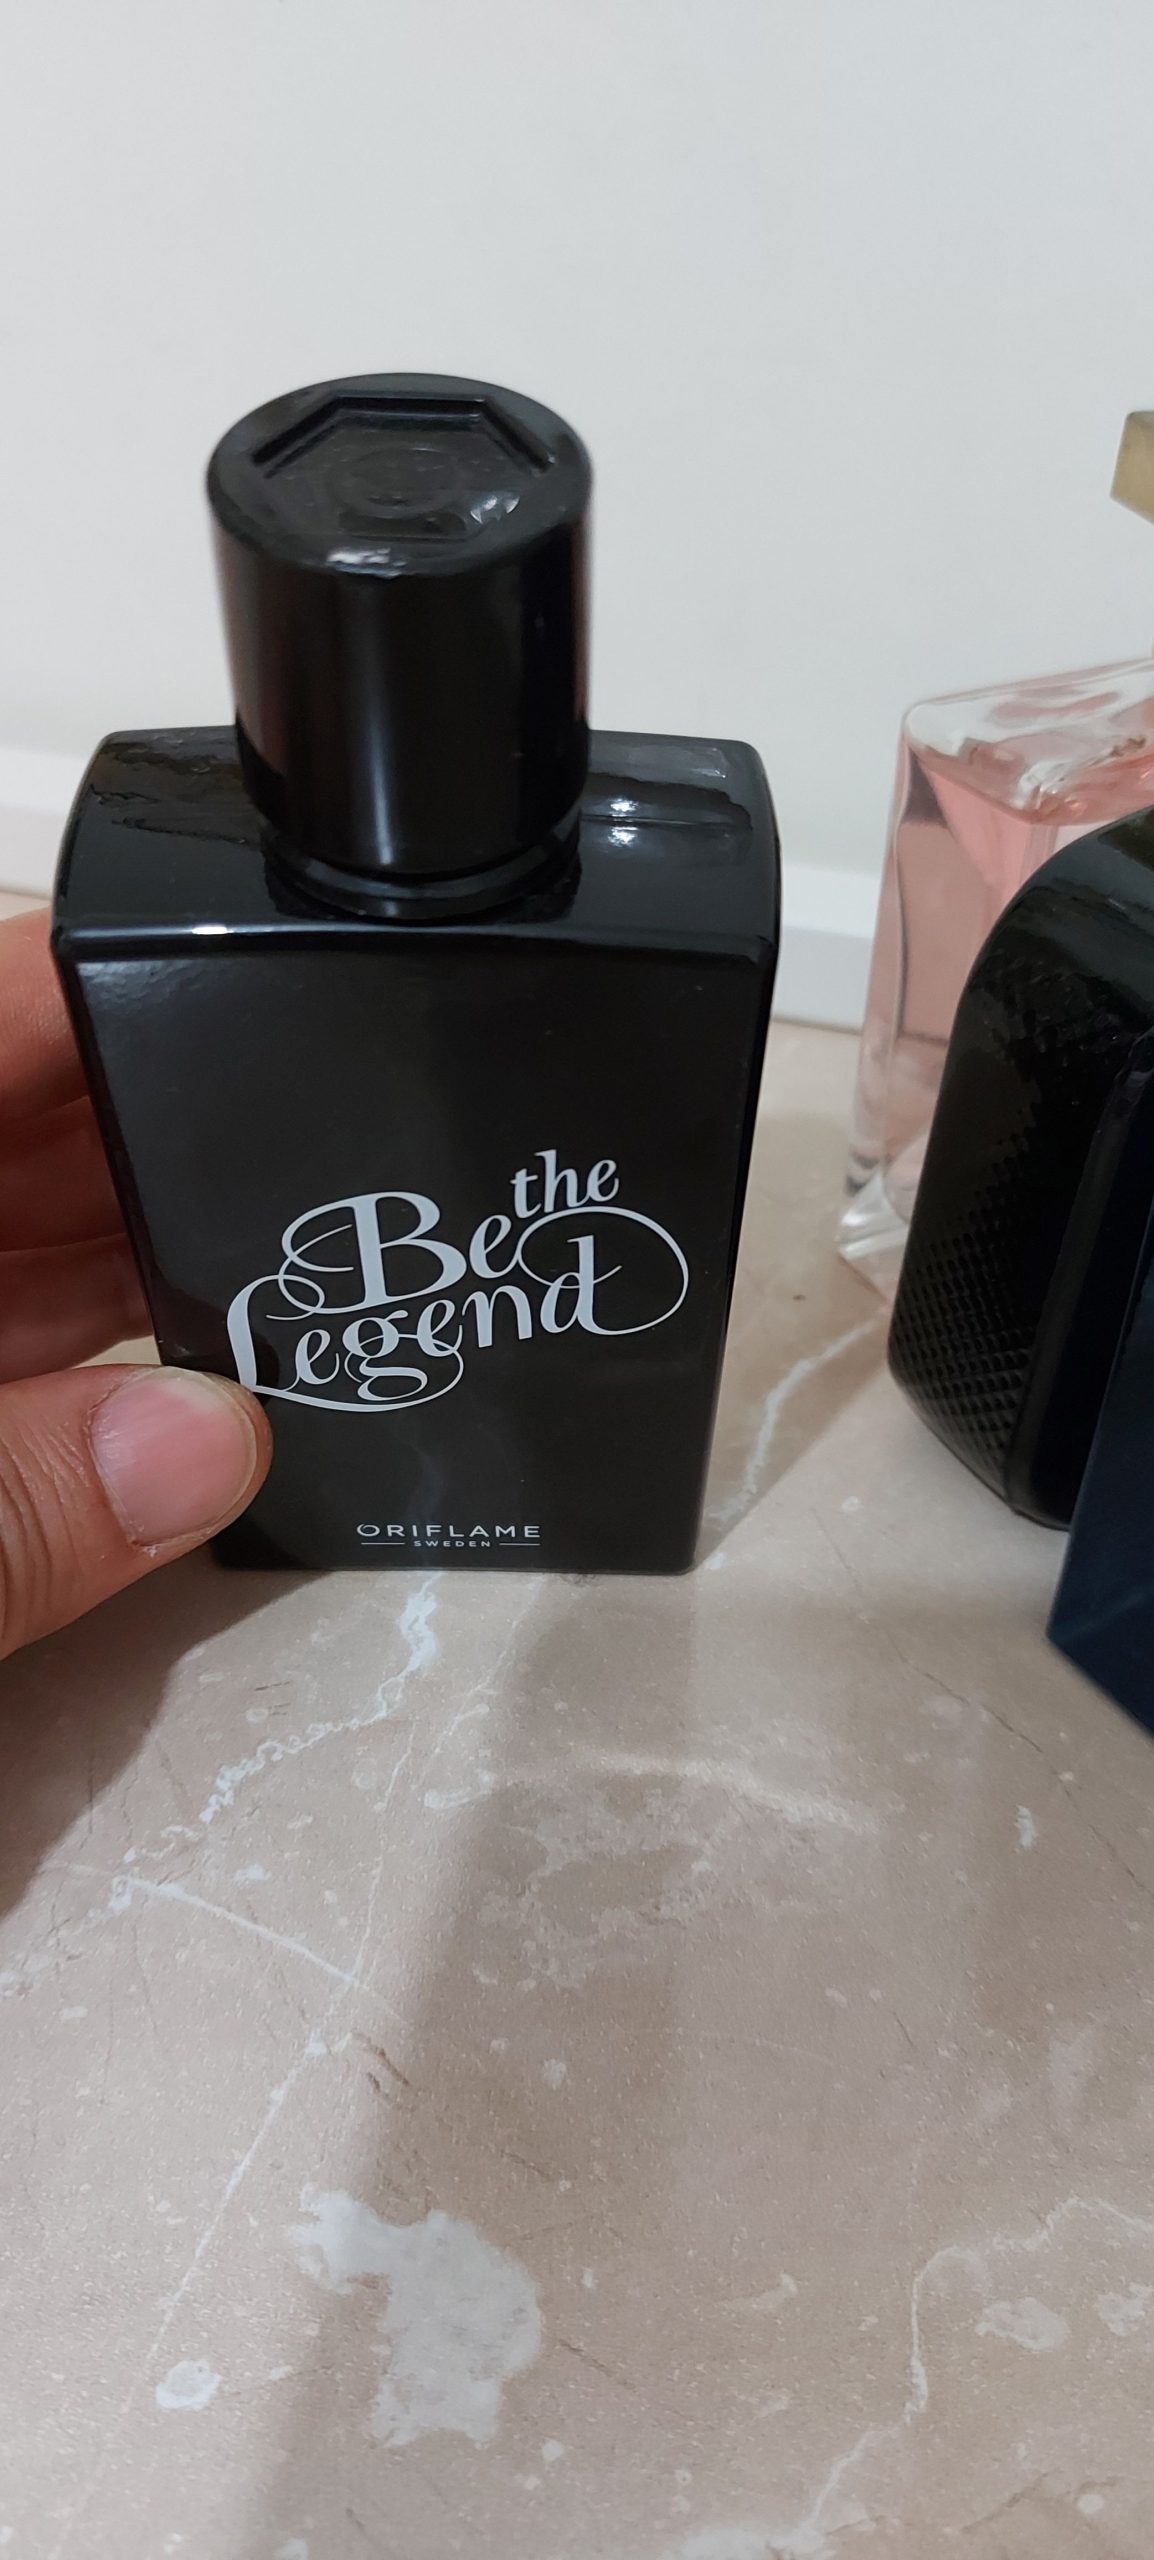 Be the
Legend
ORIFLAME
SWEDEN